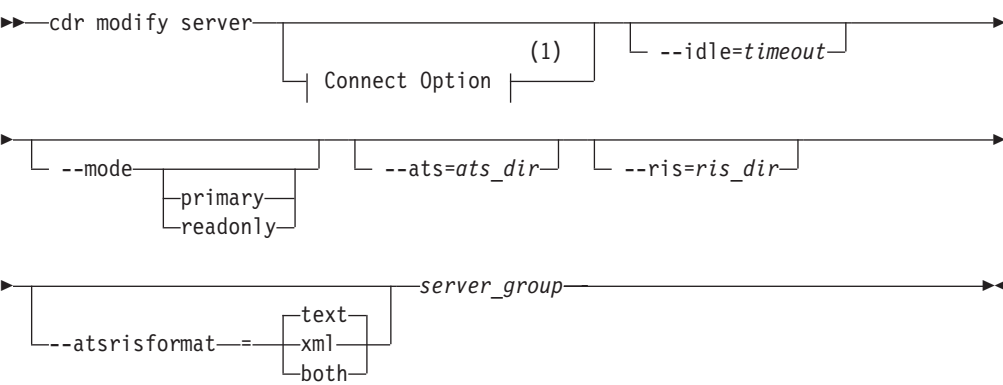 cdr modify server
(1)
Connect Option
--idle=timeout
--mode
primary
readonly
--ats=ats_dir
--ris=ris_dir
--atsrisformat = text
xml
both
server_group